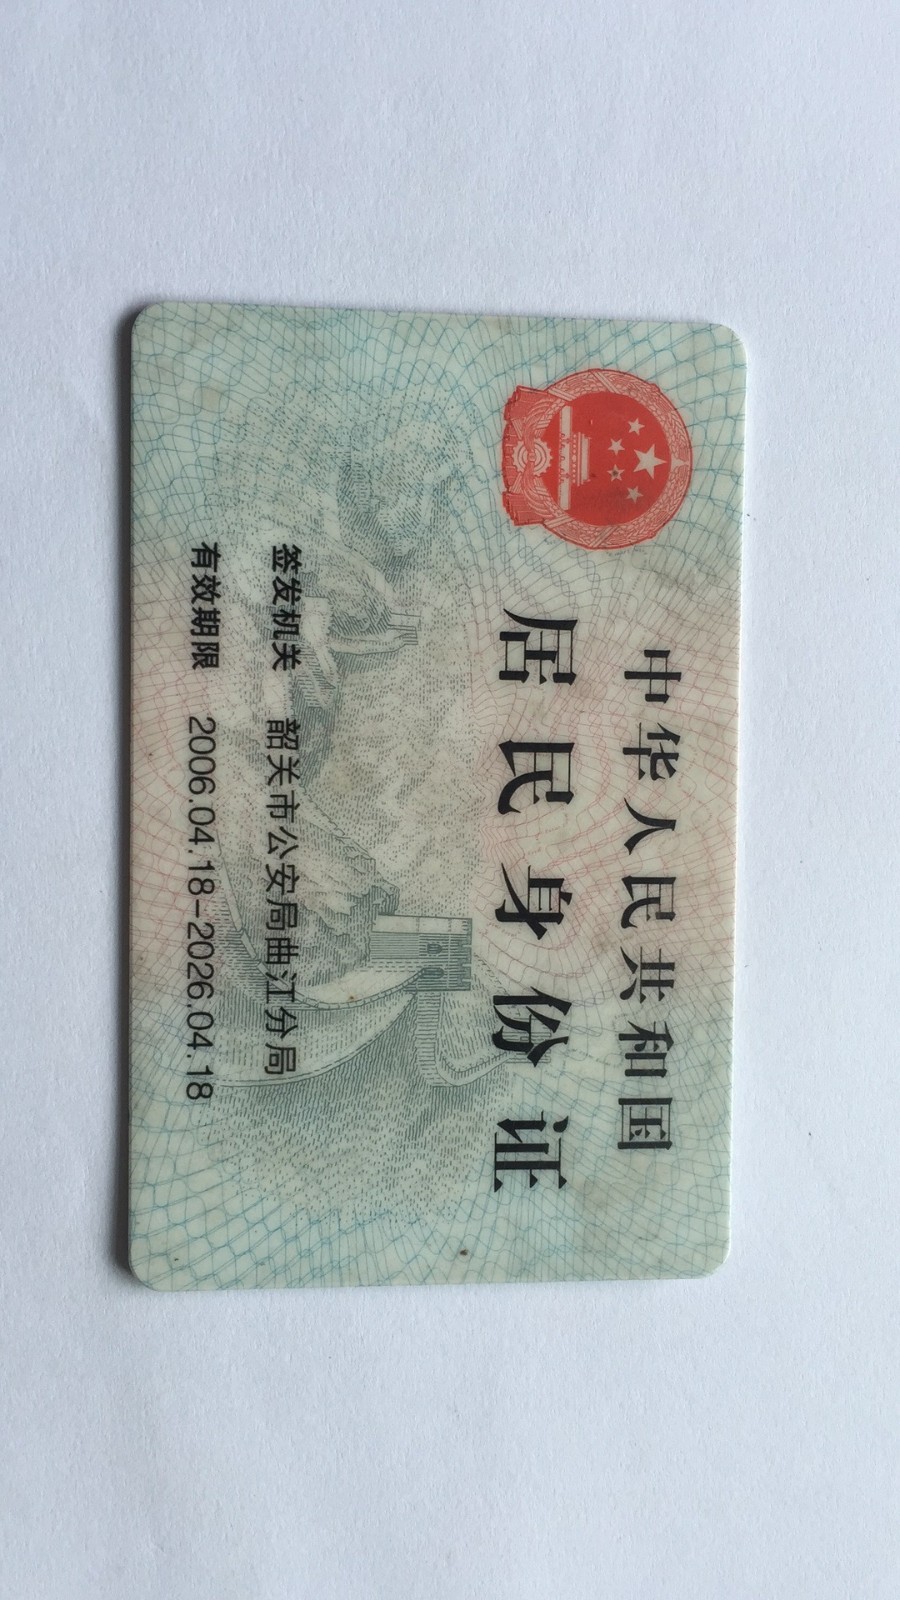 中华人民共和国
居民身份证
签发机关 韶关市公安局曲江分局
有效期限 2006.04.18-2026.04.18